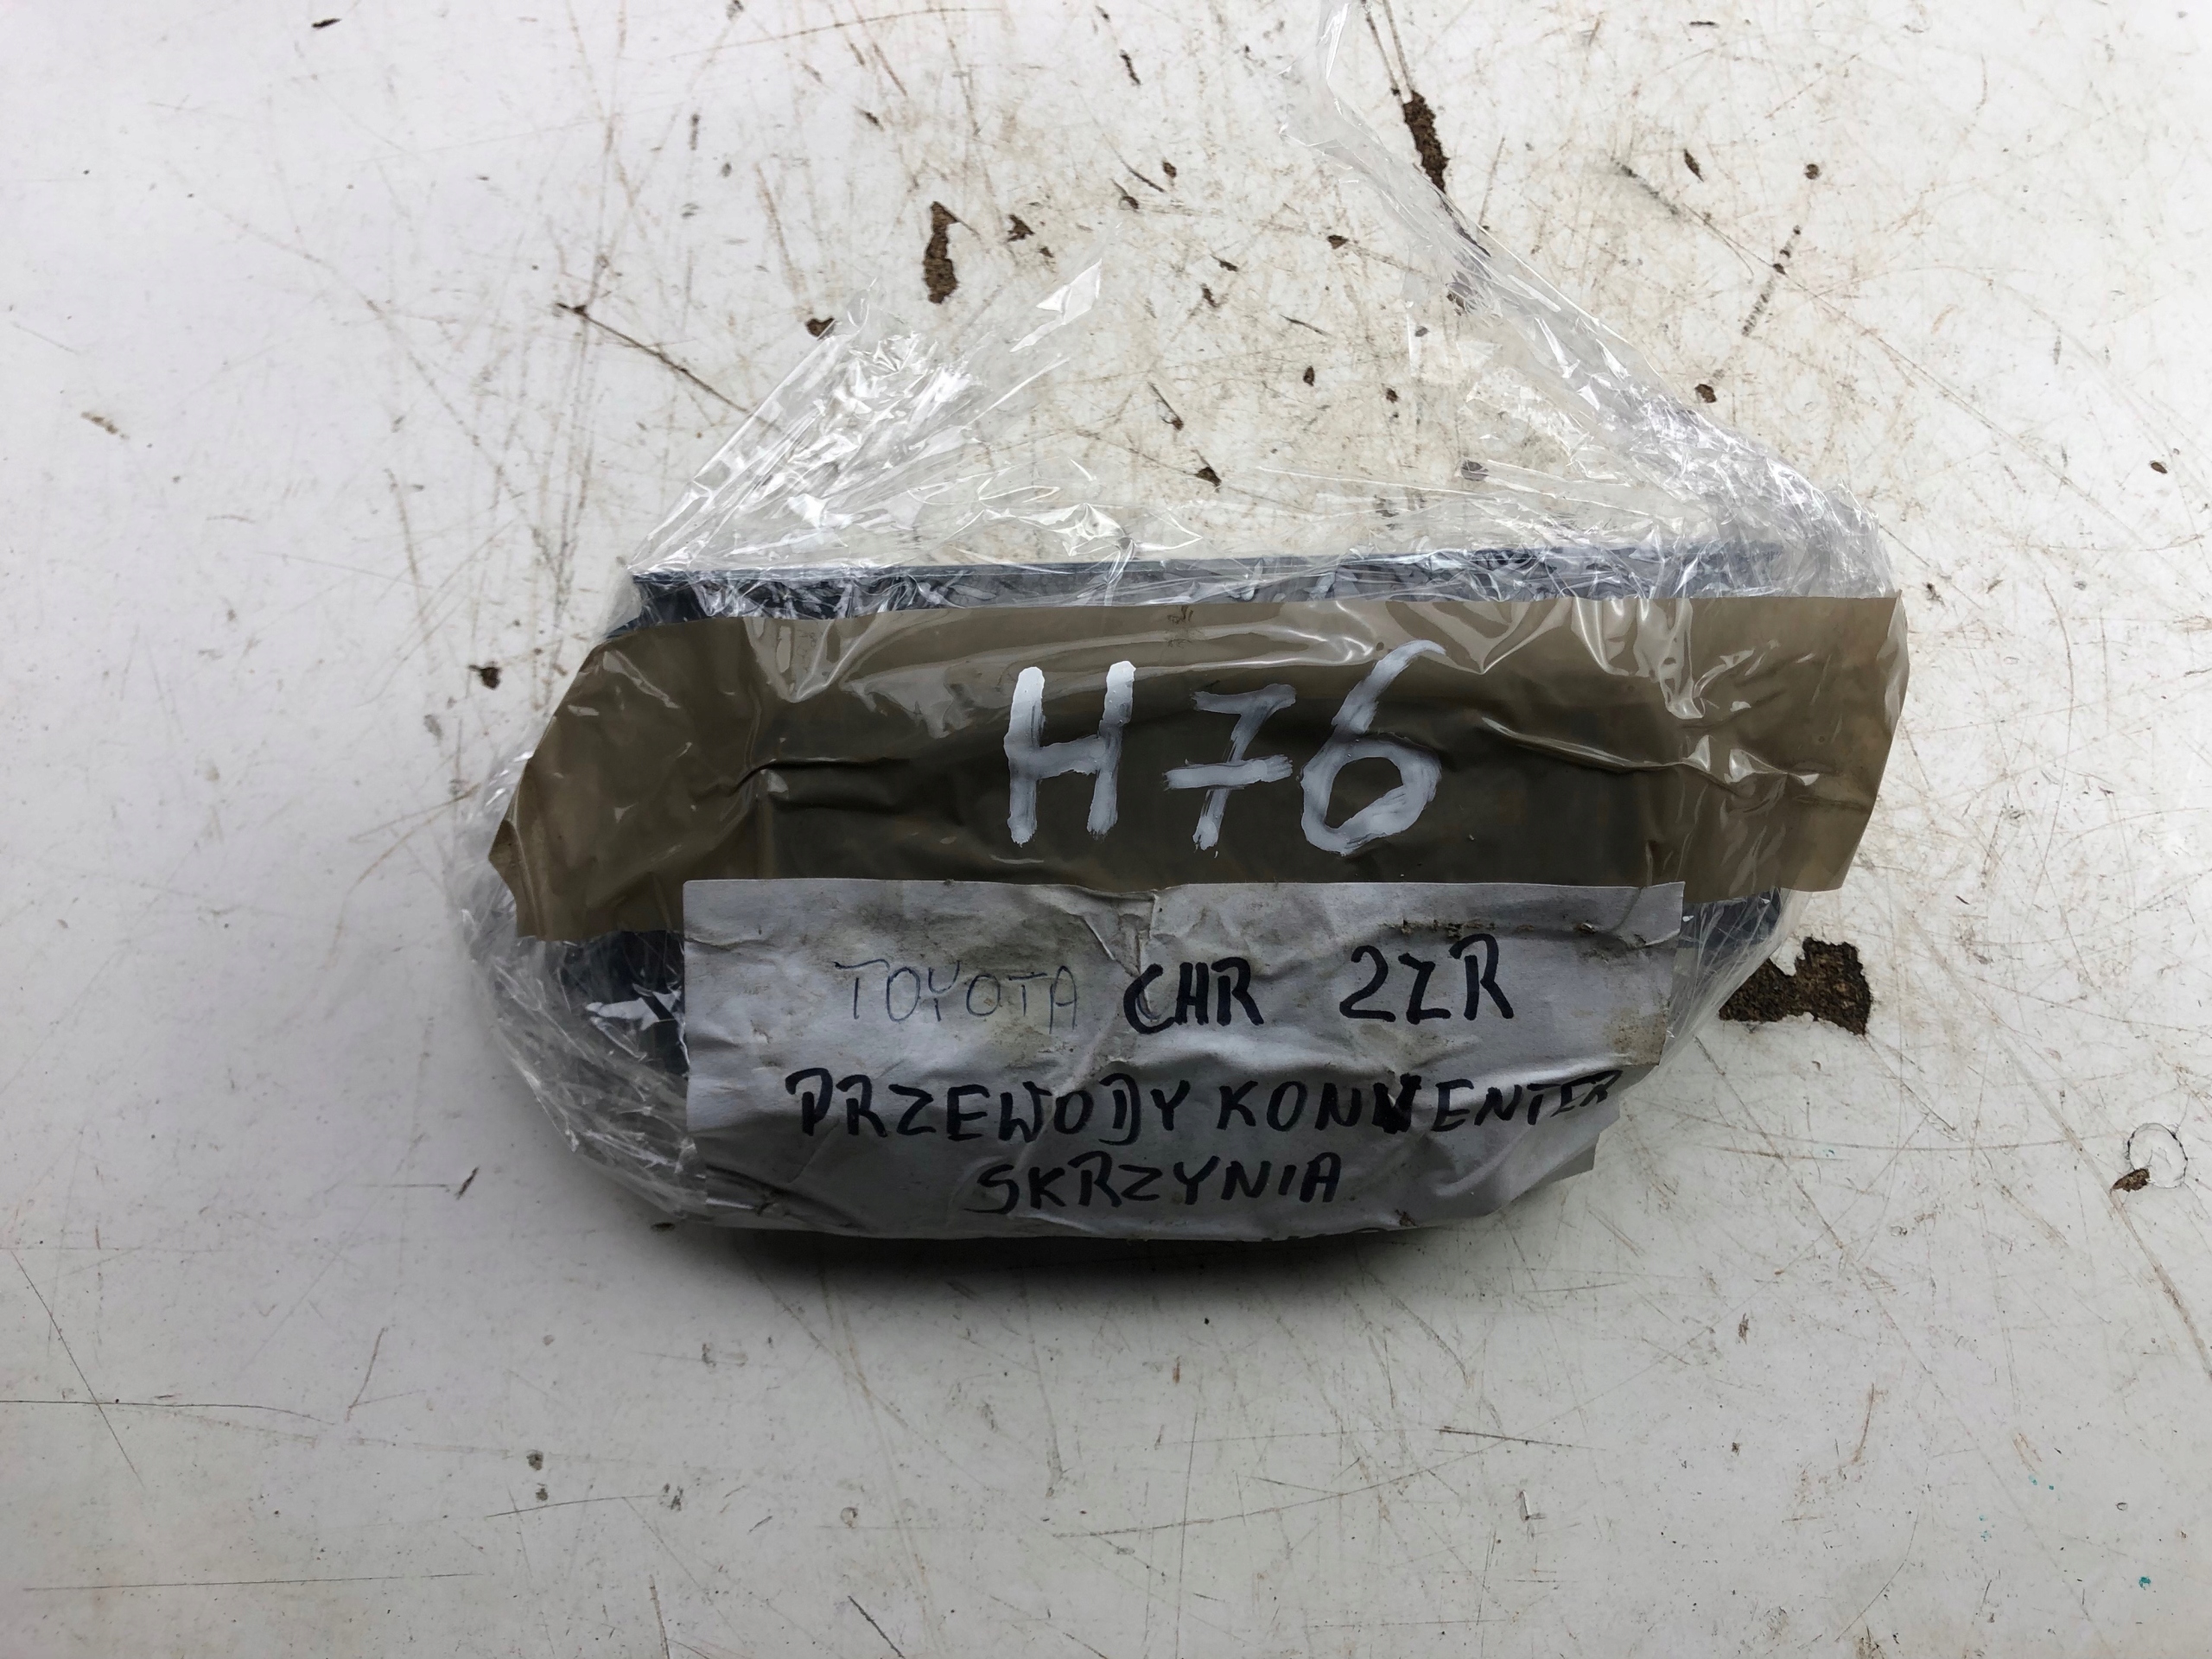 H76
TOYOTA CHR 2ZR
PRZEWODY KONWENTER
SKRZYNIA